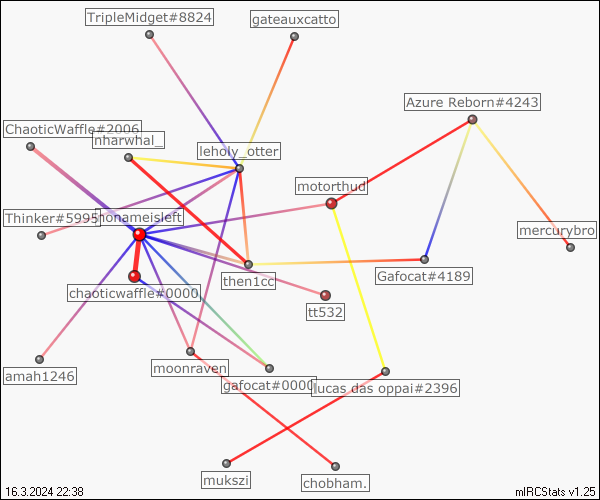 TripleMidget#8824
gateauxcatto
Azure Reborn#4243
ChaoticWaffle#2006
nharwhal_
leholy_otter
motorthud
Thinker#5995
nonameisleft
mercurybro
then1cc
Gafocat#4189
chaoticwaffle#0000
tt532
amah1246
moonraven
gafocat#0000
lucas.das oppai#2396
mukszi
chobham.
16.3.2024 22:38
mIRCStats v1.25